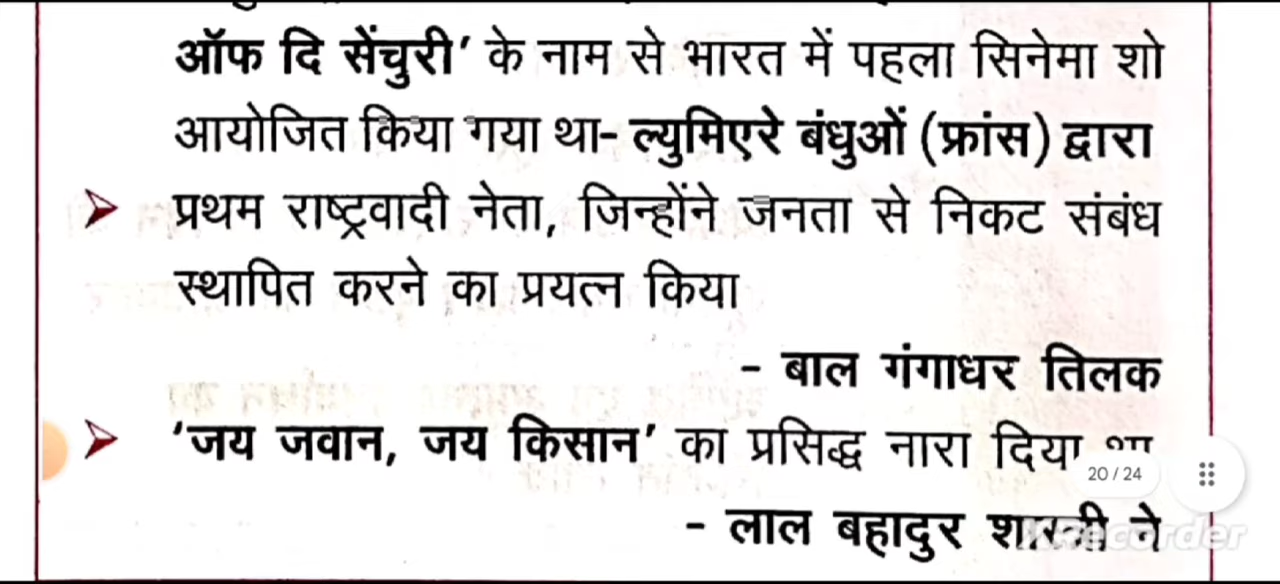 ऑफ दि सेंचुरी’ के नाम से भारत में पहला सिनेमा शो
आयोजित किया गया था- ल्युमिएरे बंधुओं (फ्रांस) द्वारा
➤ प्रथम राष्ट्रवादी नेता, जिन्होंने जनता से निकट संबंध
स्थापित करने का प्रयत्न किया
- बाल गंगाधर तिलक
➤ ‘जय जवान, जय किसान’ का प्रसिद्ध नारा दिया था
20 / 24
- लाल बहादुर शास्त्री ने
XRecorder